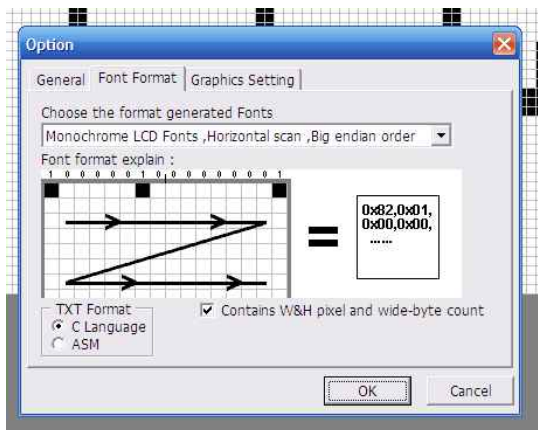 Option
General Font Format Graphics Setting
Choose the format generated Fonts
Monochrome LCD Fonts ,Horizontal scan ,Big endian order
Font format explain :
1 0 0 0 0 0 1 0 0 0 0 0 0 0 0 1
0x82,0x01,
0x00,0x00,
......
TXT Format
C Language
ASM
Contains W&H pixel and wide-byte count
OK Cancel